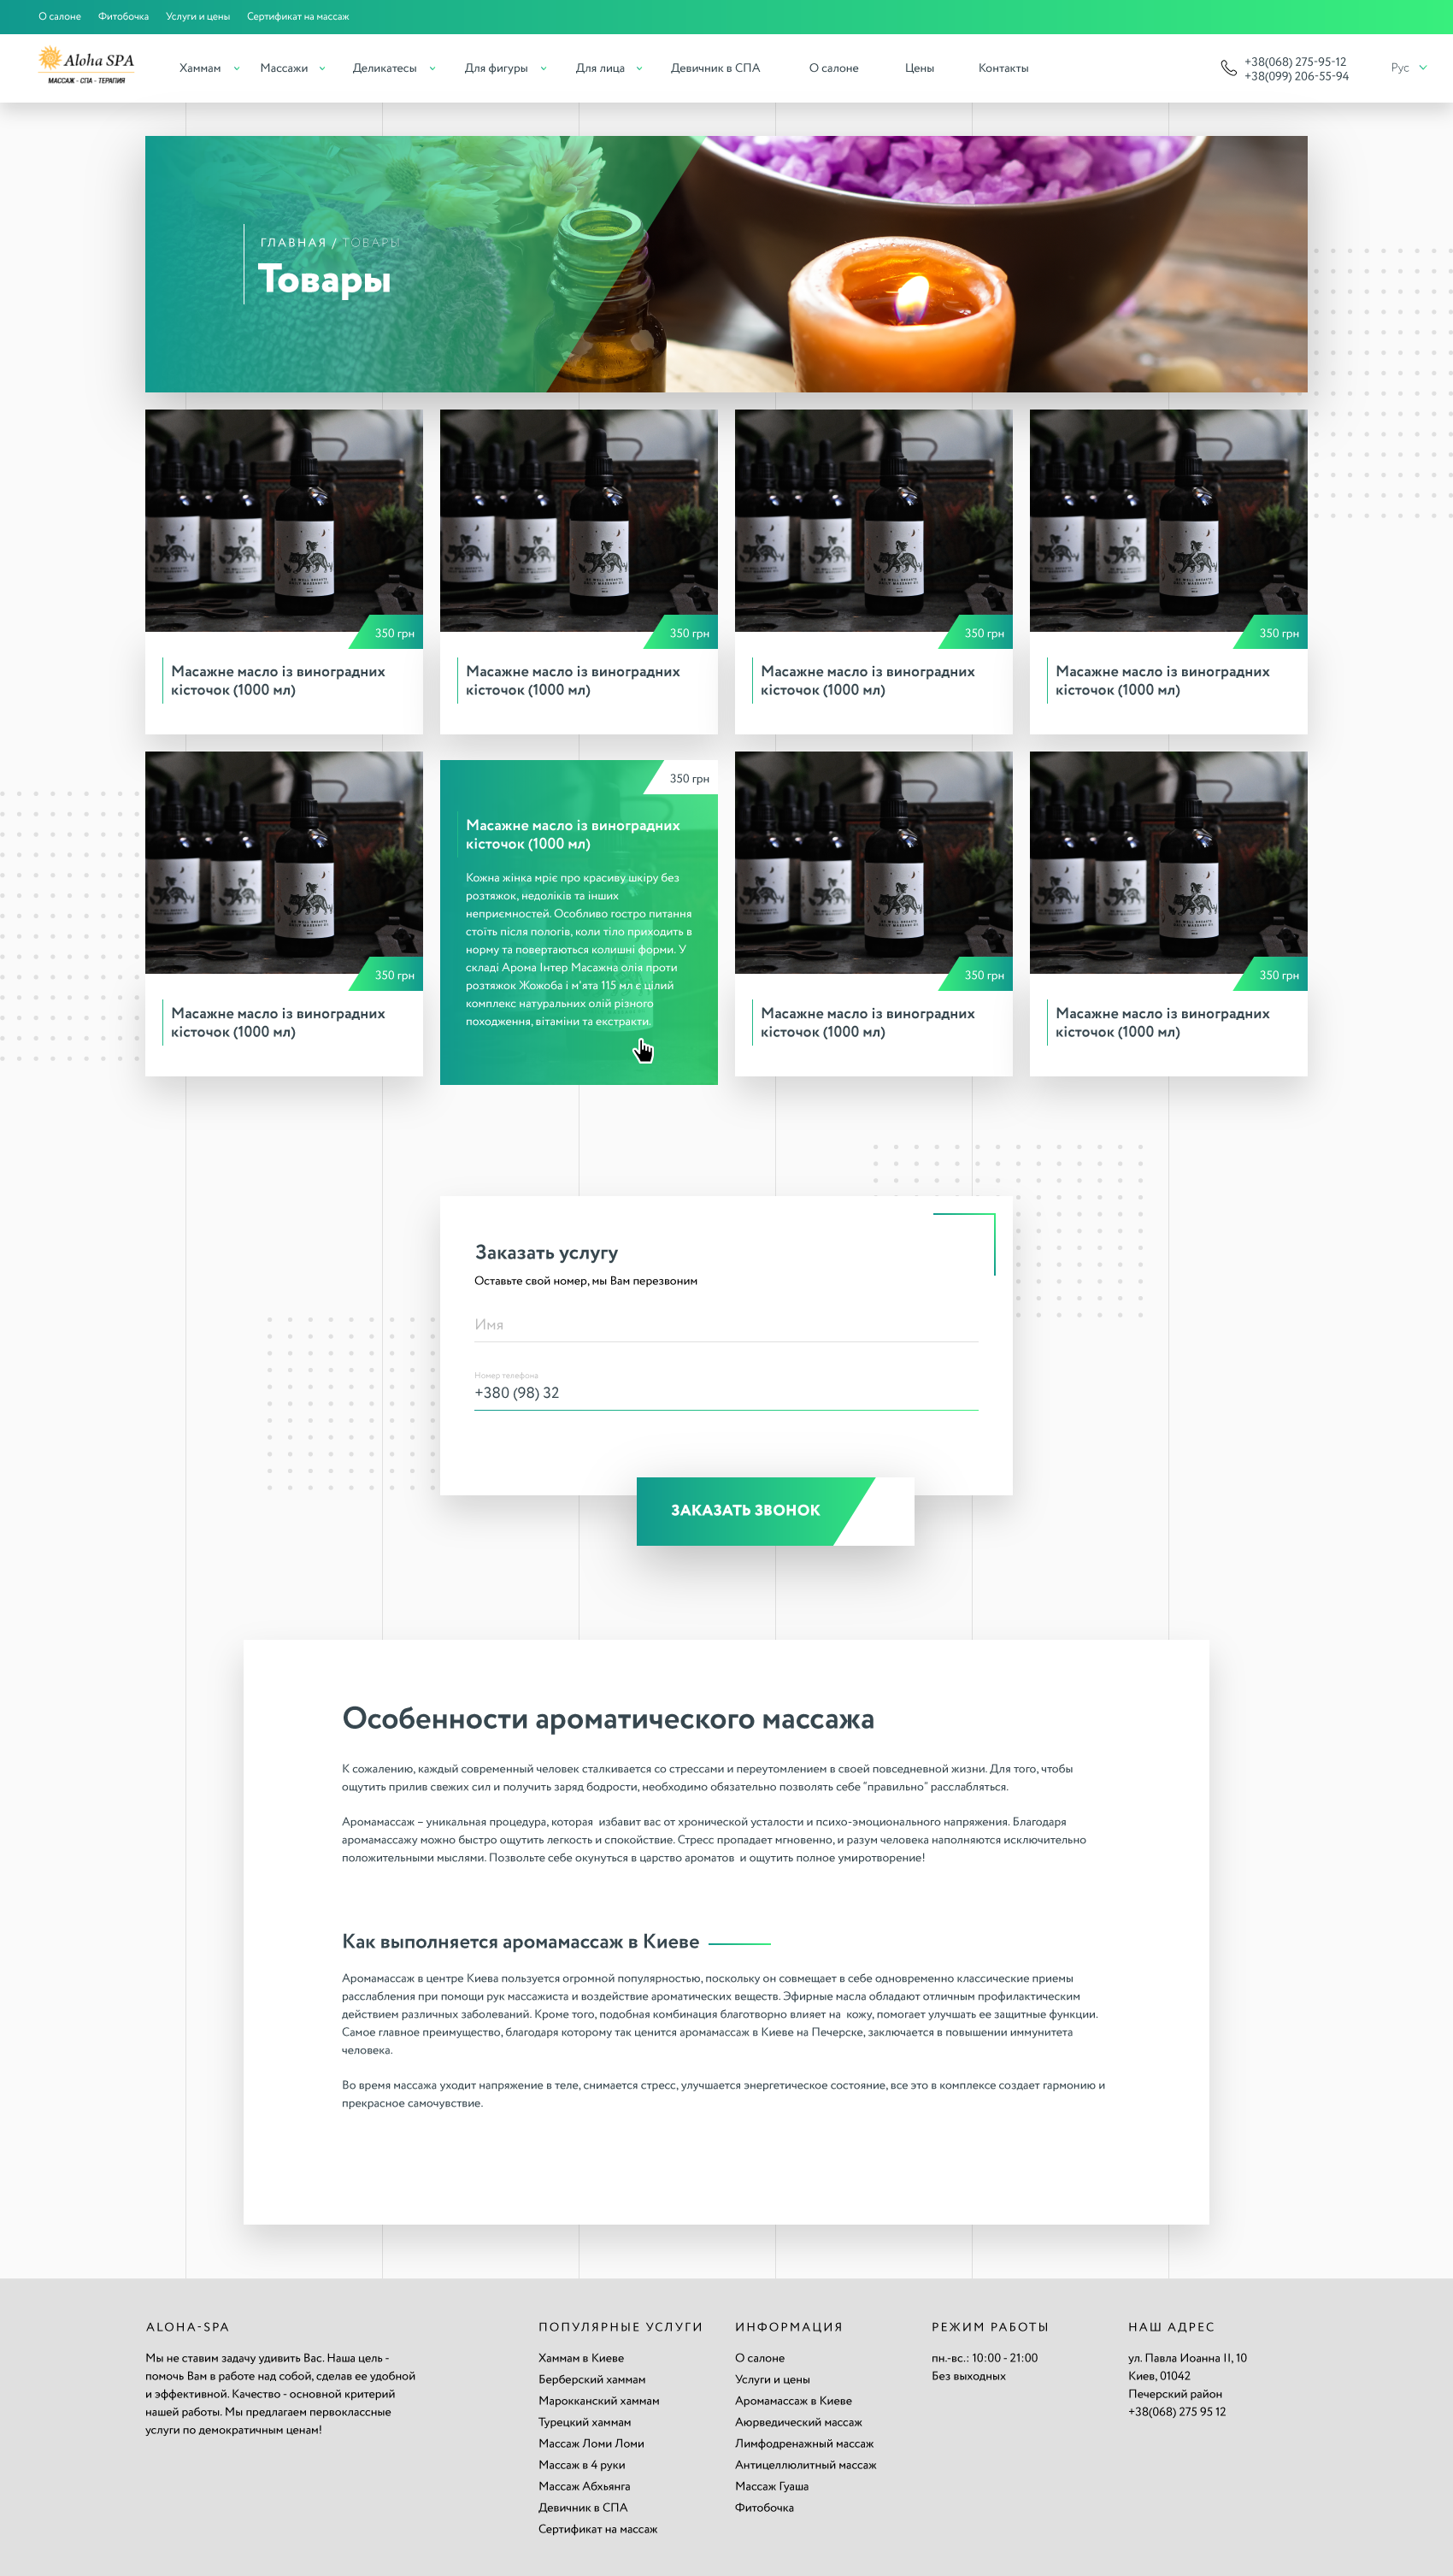 О салоне
Фитобочка
Услуги и цены
Сертификат на массаж
Aloha SPA
МАССАЖ - СПА - ТЕРАПИЯ
Хаммам
Массажи
Деликатесы
Для фигуры
Для лица
Девичник в СПА
О салоне
Цены
Контакты
+38(068) 275-95-12
+38(099) 206-55-94
Рус
ГЛАВНАЯ / ТОВАРЫ
Товары
350 грн
350 грн
350 грн
350 грн
Масажне масло із виноградних
кісточок (1000 мл)
Масажне масло із виноградних
кісточок (1000 мл)
Масажне масло із виноградних
кісточок (1000 мл)
Масажне масло із виноградних
кісточок (1000 мл)
350 грн
Масажне масло із виноградних
кісточок (1000 мл)
350 грн
Масажне масло із виноградних
кісточок (1000 мл)
Кожна жінка мріє про красиву шкіру без
розтяжок, недоліків та інших
неприємностей. Особливо гостро питання
стоїть після пологів, коли тіло приходить в
норму та повертаються колишні форми. У
складі Арома Інтер Масажна олія проти
розтяжок Жожоба і м'ята 115 мл є цілий
комплекс натуральних олій різного
походження, вітаміни та екстракти.
350 грн
Масажне масло із виноградних
кісточок (1000 мл)
350 грн
Масажне масло із виноградних
кісточок (1000 мл)
Заказать услугу
Оставьте свой номер, мы Вам перезвоним
Имя
Номер телефона
+380 (98) 32
ЗАКАЗАТЬ ЗВОНОК
Особенности ароматического массажа
К сожалению, каждый современный человек сталкивается со стрессами и переутомлением в своей повседневной жизни. Для того, чтобы
ощутить прилив свежих сил и получить заряд бодрости, необходимо обязательно позволять себе "правильно" расслабляться.
Аромамассаж – уникальная процедура, которая  избавит вас от хронической усталости и психо-эмоционального напряжения. Благодаря
аромамассажу можно быстро ощутить легкость и спокойствие. Стресс пропадает мгновенно, и разум человека наполняются исключительно
положительными мыслями. Позвольте себе окунуться в царство ароматов  и ощутить полное умиротворение!
Как выполняется аромамассаж в Киеве
Аромамассаж в центре Киева пользуется огромной популярностью, поскольку он совмещает в себе одновременно классические приемы
расслабления при помощи рук массажиста и воздействие ароматических веществ. Эфирные масла обладают отличным профилактическим
действием различных заболеваний. Кроме того, подобная комбинация благотворно влияет на  кожу, помогает улучшать ее защитные функции.
Самое главное преимущество, благодаря которому так ценится аромамассаж в Киеве на Печерске, заключается в повышении иммунитета
человека.
Во время массажа уходит напряжение в теле, снимается стресс, улучшается энергетическое состояние, все это в комплексе создает гармонию и
прекрасное самочувствие.
ALOHA-SPA
Мы не ставим задачу удивить Вас. Наша цель -
помочь Вам в работе над собой, сделав ее удобной
и эффективной. Качество - основной критерий
нашей работы. Мы предлагаем первоклассные
услуги по демократичным ценам!
ПОПУЛЯРНЫЕ УСЛУГИ
Хаммам в Киеве
Берберский хаммам
Марокканский хаммам
Турецкий хаммам
Массаж Ломи Ломи
Массаж в 4 руки
Массаж Абхьянга
Девичник в СПА
Сертификат на массаж
ИНФОРМАЦИЯ
О салоне
Услуги и цены
Аромамассаж в Киеве
Аюрведический массаж
Лимфодренажный массаж
Антицеллюлитный массаж
Массаж Гуаша
Фитобочка
РЕЖИМ РАБОТЫ
пн.-вс.: 10:00 - 21:00
Без выходных
НАШ АДРЕС
ул. Павла Иоанна II, 10
Киев, 01042
Печерский район
+38(068) 275 95 12